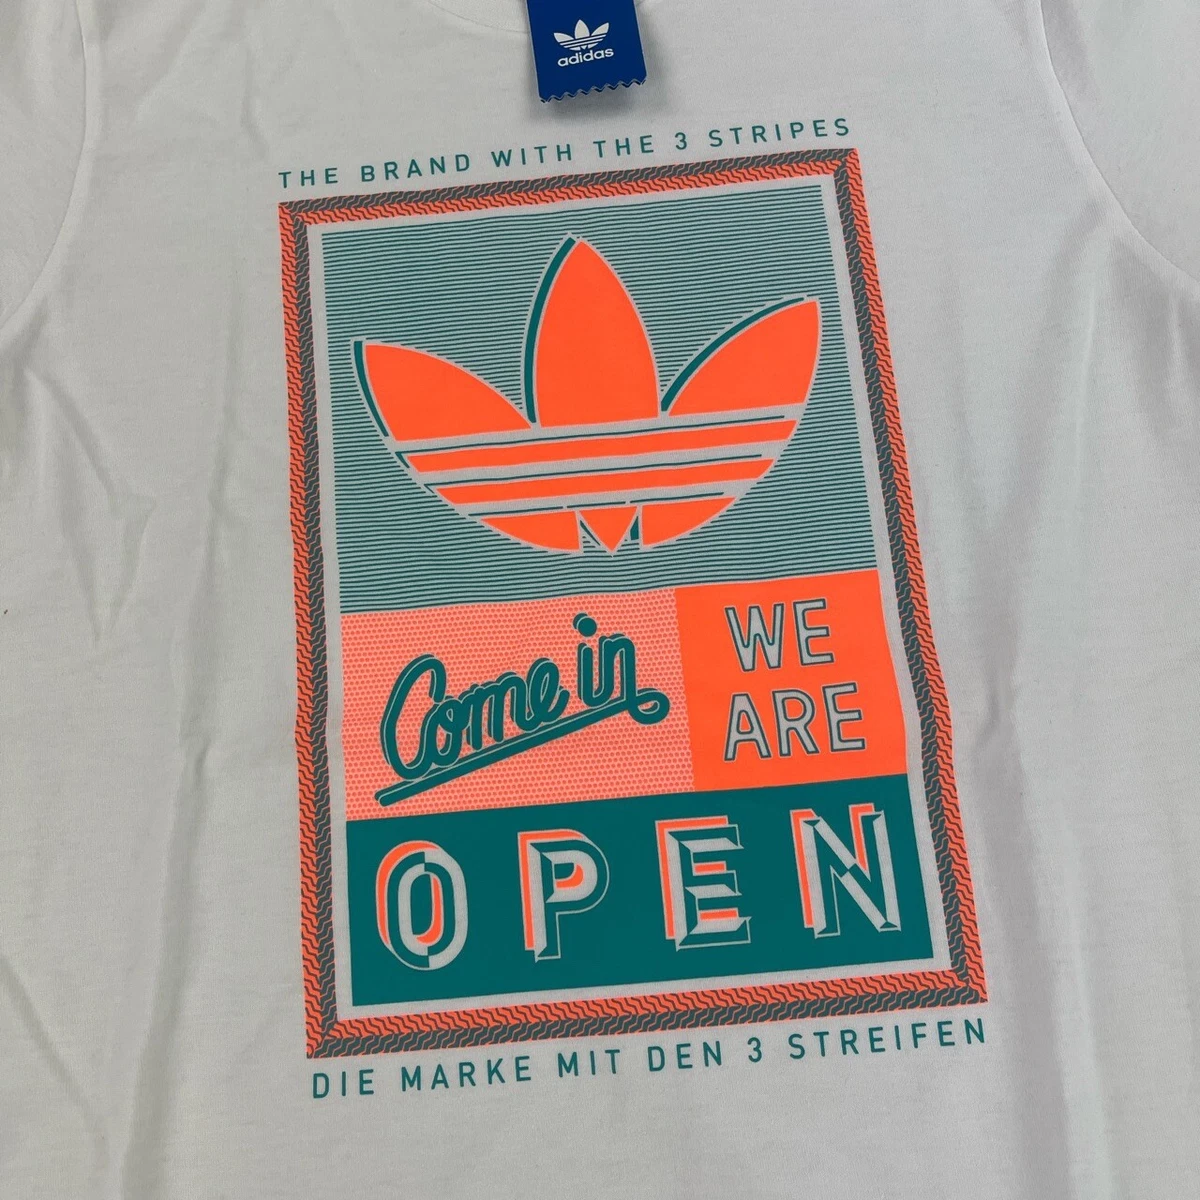 adidas
THE BRAND WITH THE 3 STRIPES
Come in
WE
ARE
OPEN
DIE MARKE MIT DEN 3 STREIFEN